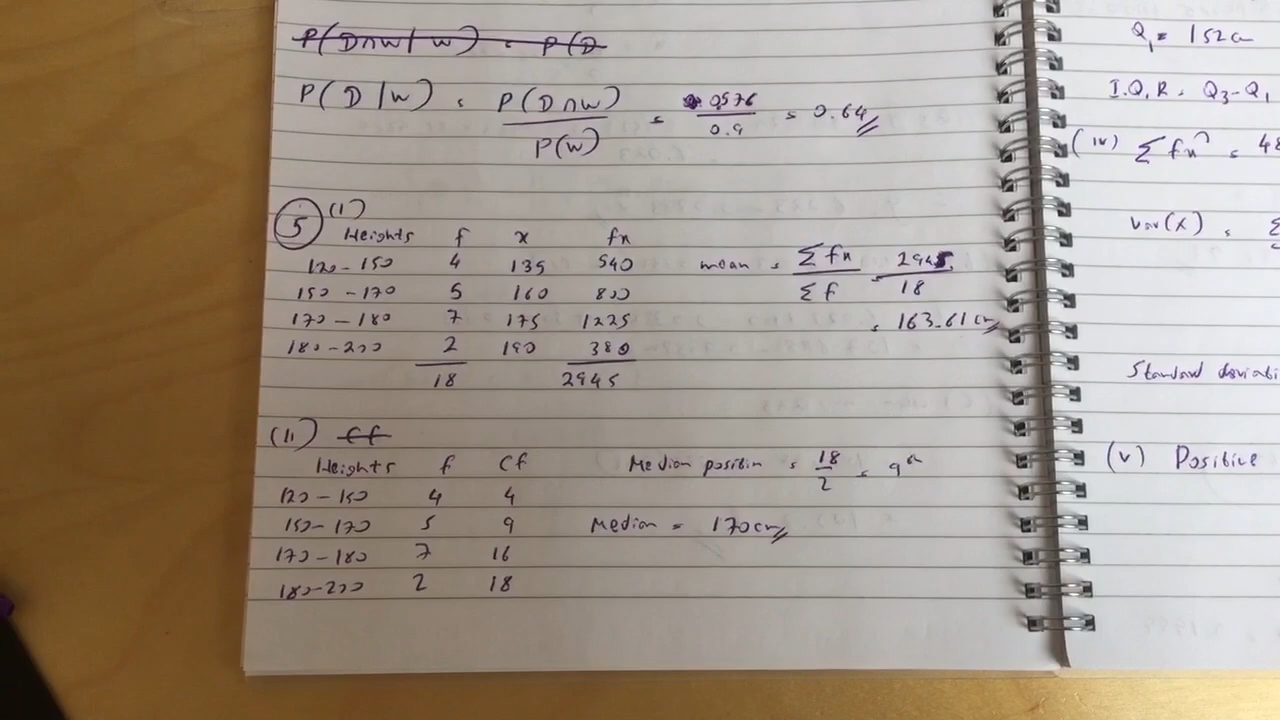 P(D∩W|W) = P(D
P(D|W) = P(D∩W) / P(W) = 0.576 / 0.9 = 0.64
5 (i)
Heights f x fx
120-150 4 135 540
150-170 5 160 800
170-180 7 175 1225
180-200 2 190 380
18 2945
mean = Σfx / Σf = 2945 / 18
= 163.61cm
(ii) cf
Heights f cf
120-150 4 4
150-170 5 9
170-180 7 16
180-200 2 18
Median position = 18 / 2 = 9th
Median = 170cm
Q1 = 152cm
I.Q.R = Q3-Q1
(iv) Σfx² = 48
Var(X) = Σ
Standard deviati
(v) Positive